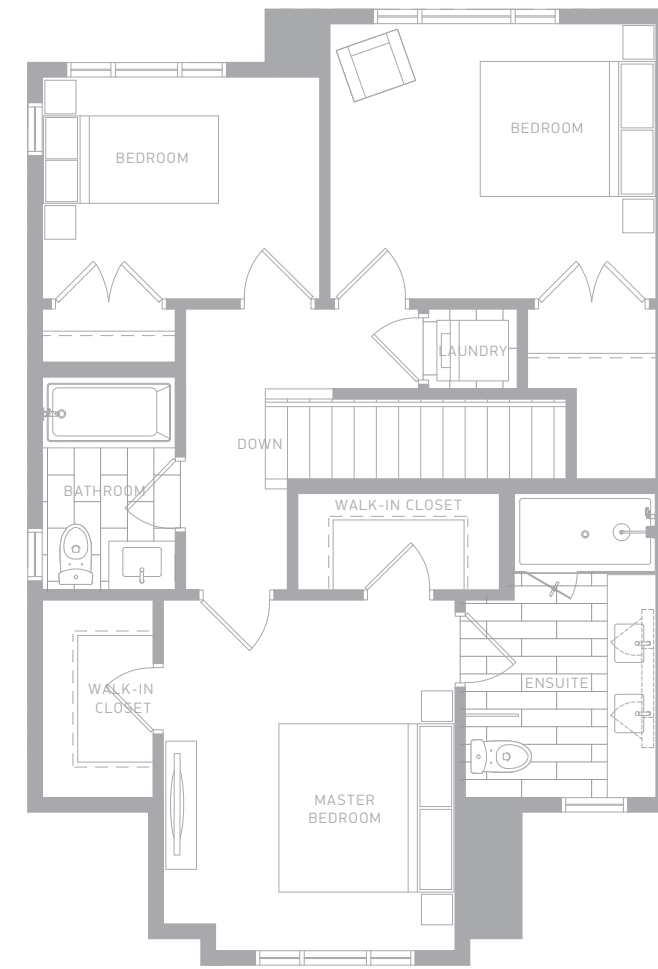 BEDROOM
BEDROOM
LAUNDRY
DOWN
BATHROOM
WALK-IN CLOSET
WALK-IN
CLOSET
ENSUITE
MASTER
BEDROOM